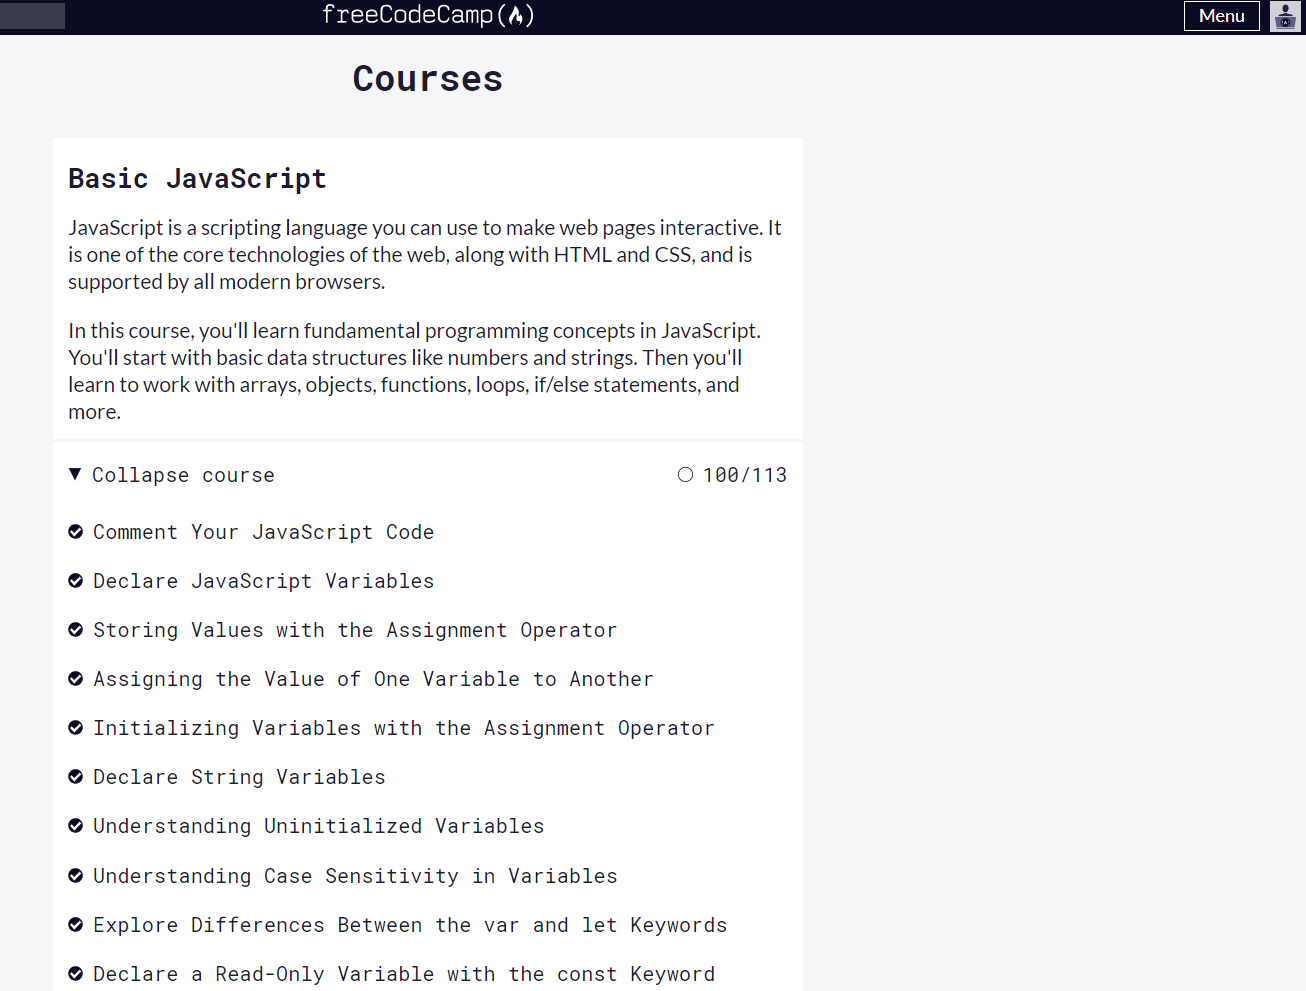 freeCodeCamp
Menu
Courses
Basic JavaScript
JavaScript is a scripting language you can use to make web pages interactive. It
is one of the core technologies of the web, along with HTML and CSS, and is
supported by all modern browsers.
In this course, you'll learn fundamental programming concepts in JavaScript.
You'll start with basic data structures like numbers and strings. Then you'll
learn to work with arrays, objects, functions, loops, if/else statements, and
more.
Collapse course 100/113
Comment Your JavaScript Code
Declare JavaScript Variables
Storing Values with the Assignment Operator
Assigning the Value of One Variable to Another
Initializing Variables with the Assignment Operator
Declare String Variables
Understanding Uninitialized Variables
Understanding Case Sensitivity in Variables
Explore Differences Between the var and let Keywords
Declare a Read-Only Variable with the const Keyword